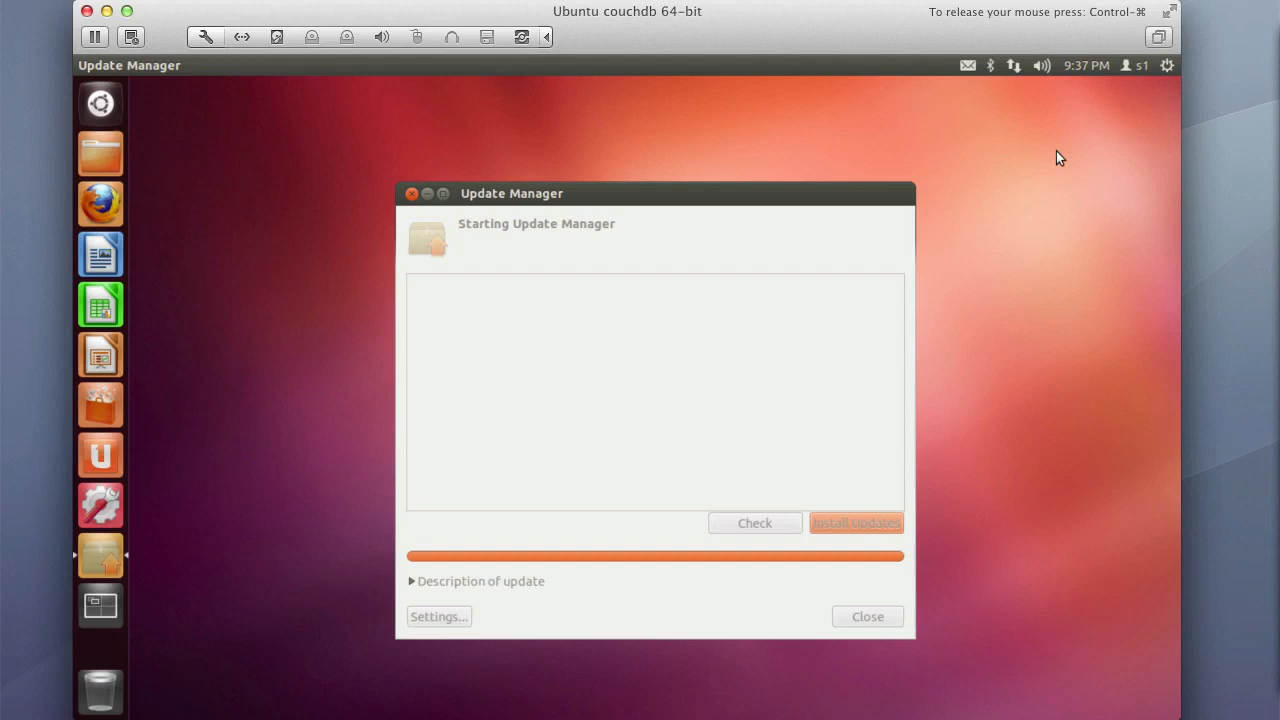 Ubuntu couchdb 64-bit
To release your mouse press: Control-⌘
Update Manager
9:37 PM
s1
Update Manager
Starting Update Manager
Check
Install Updates
Description of update
Settings...
Close